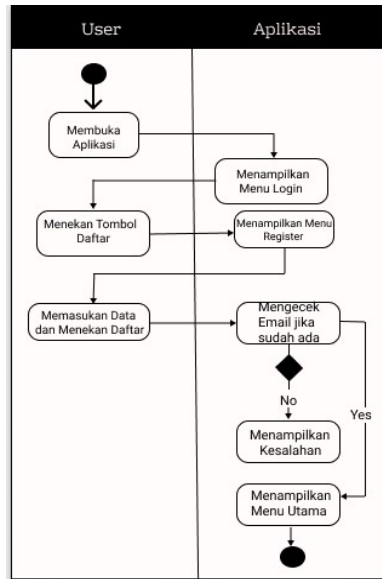 User
Aplikasi
Membuka
Aplikasi
Menampilkan
Menu Login
Menekan Tombol
Daftar
Menampilkan Menu
Register
Memasukan Data
dan Menekan Daftar
Mengecek
Email jika
sudah ada
No
Yes
Menampilkan
Kesalahan
Menampilkan
Menu Utama